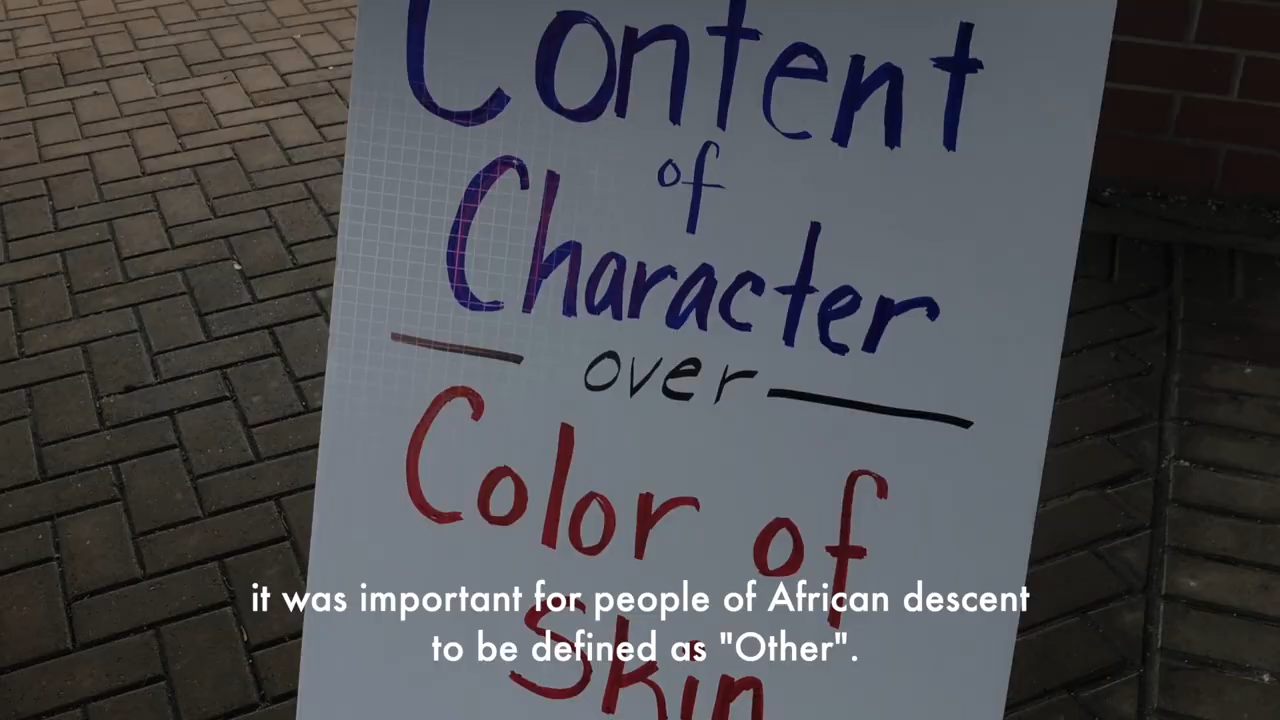 Content
of
Character
over
Color of
Skin
it was important for people of African descent
to be defined as "Other".